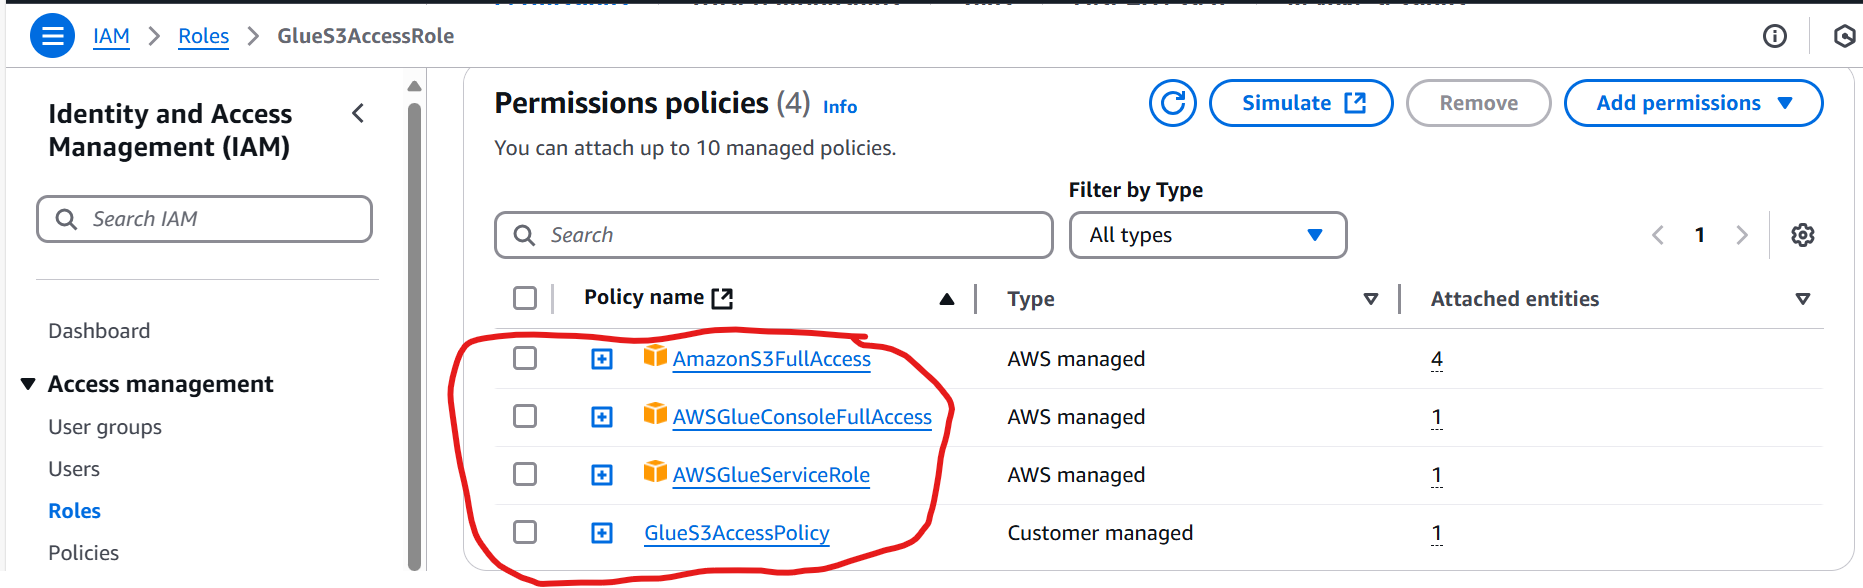 IAM > Roles > GlueS3AccessRole
Identity and Access
Management (IAM)
Search IAM
Dashboard
Access management
User groups
Users
Roles
Policies
Permissions policies (4) Info
Simulate
Remove
Add permissions
You can attach up to 10 managed policies.
Filter by Type
Search
All types
1
Policy name
Type
Attached entities
AmazonS3FullAccess AWS managed 4
AWSGlueConsoleFullAccess AWS managed 1
AWSGlueServiceRole AWS managed 1
GlueS3AccessPolicy Customer managed 1